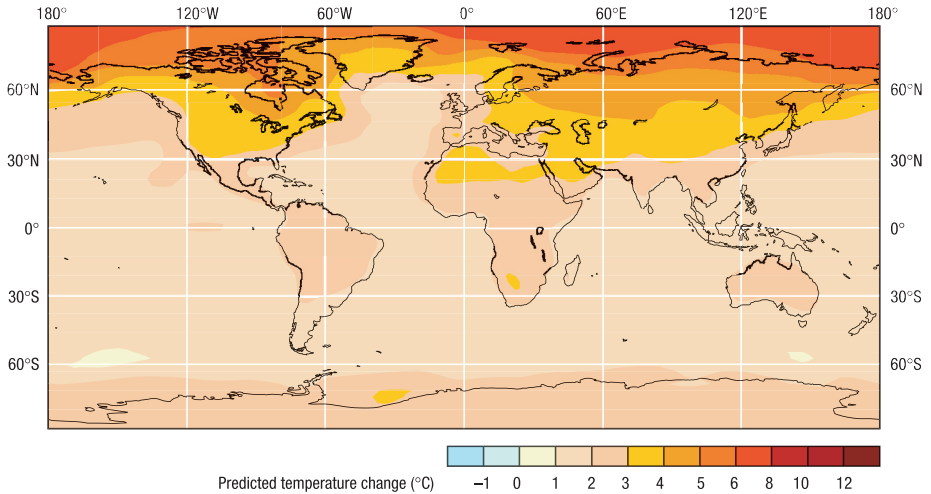 180° 120°W 60°W 0° 60°E 120°E 180°
60°N 60°N
30°N 30°N
0° 0°
30°S 30°S
60°S 60°S
Predicted temperature change (°C) –1 0 1 2 3 4 5 6 8 10 12